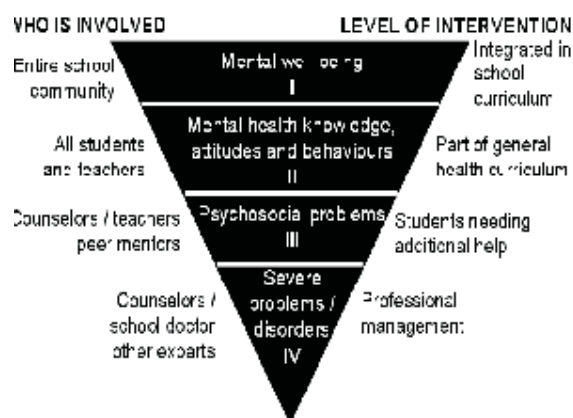 WHO IS INVOLVED
LEVEL OF INTERVENTION
Entire school
community
Mental well being
I
Integrated in
school
curriculum
All students
and teachers
Mental health knowledge,
attitudes and behaviours
II
Part of general
health curriculum
Counselors / teachers
peer mentors
Psychosocial problems
III
Students needing
additional help
Counselors /
school doctor
other experts
Severe
problems /
disorders
IV
Professional
management